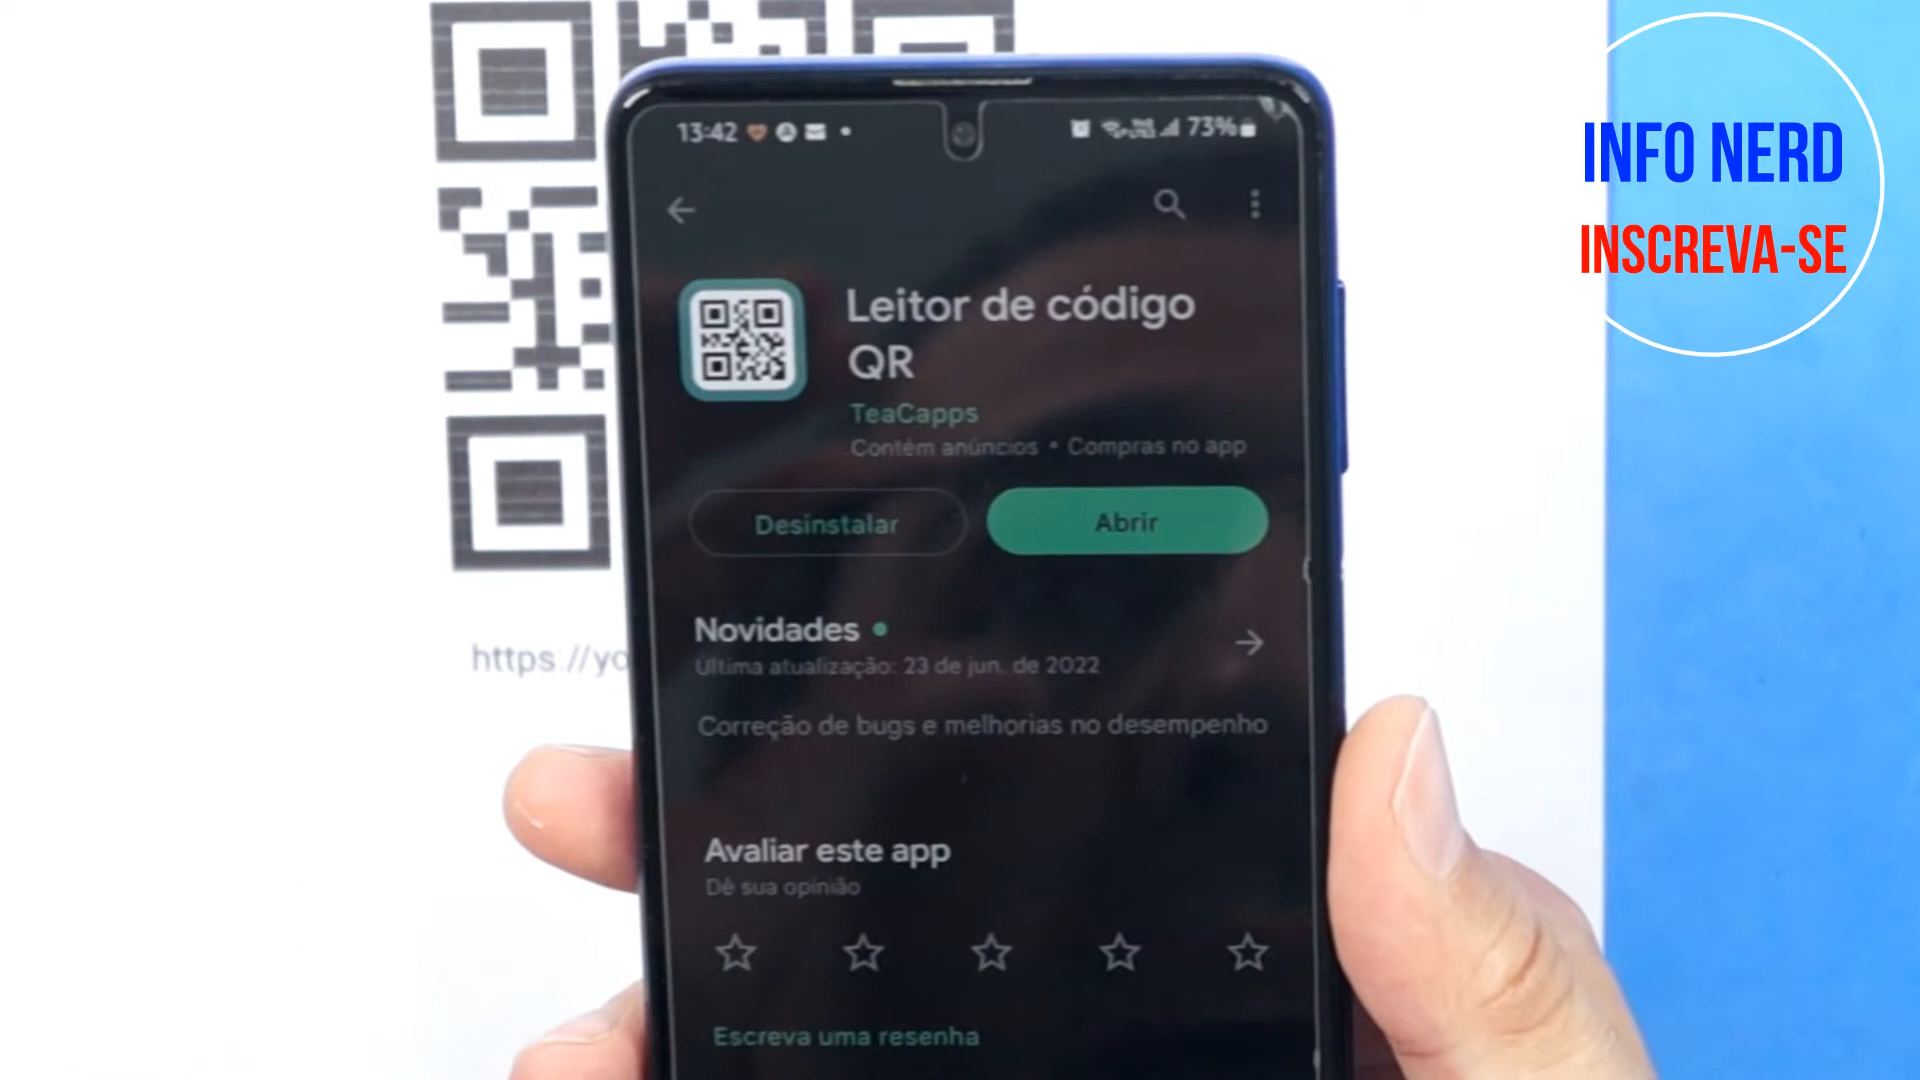 13:42
73%
INFO NERD
INSCREVA-SE
Leitor de código
QR
TeaCapps
Contém anúncios • Compras no app
Desinstalar
Abrir
Novidades
Última atualização: 23 de jun. de 2022
https://yo
Correção de bugs e melhorias no desempenho
Avaliar este app
Dê sua opinião
Escreva uma resenha